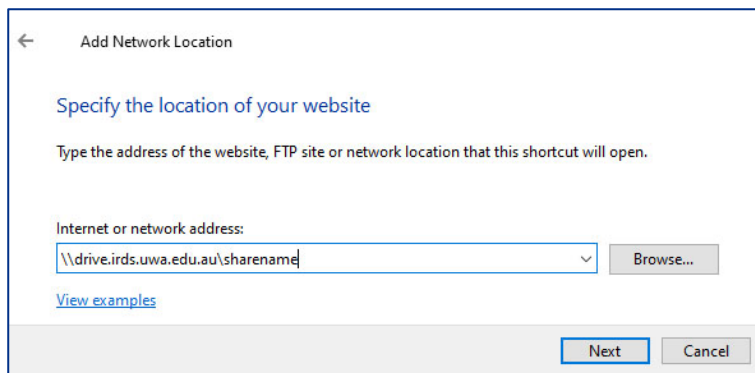 Add Network Location
Specify the location of your website
Type the address of the website, FTP site or network location that this shortcut will open.
Internet or network address:
\\drive.irds.uwa.edu.au\sharename
Browse...
View examples
Next
Cancel